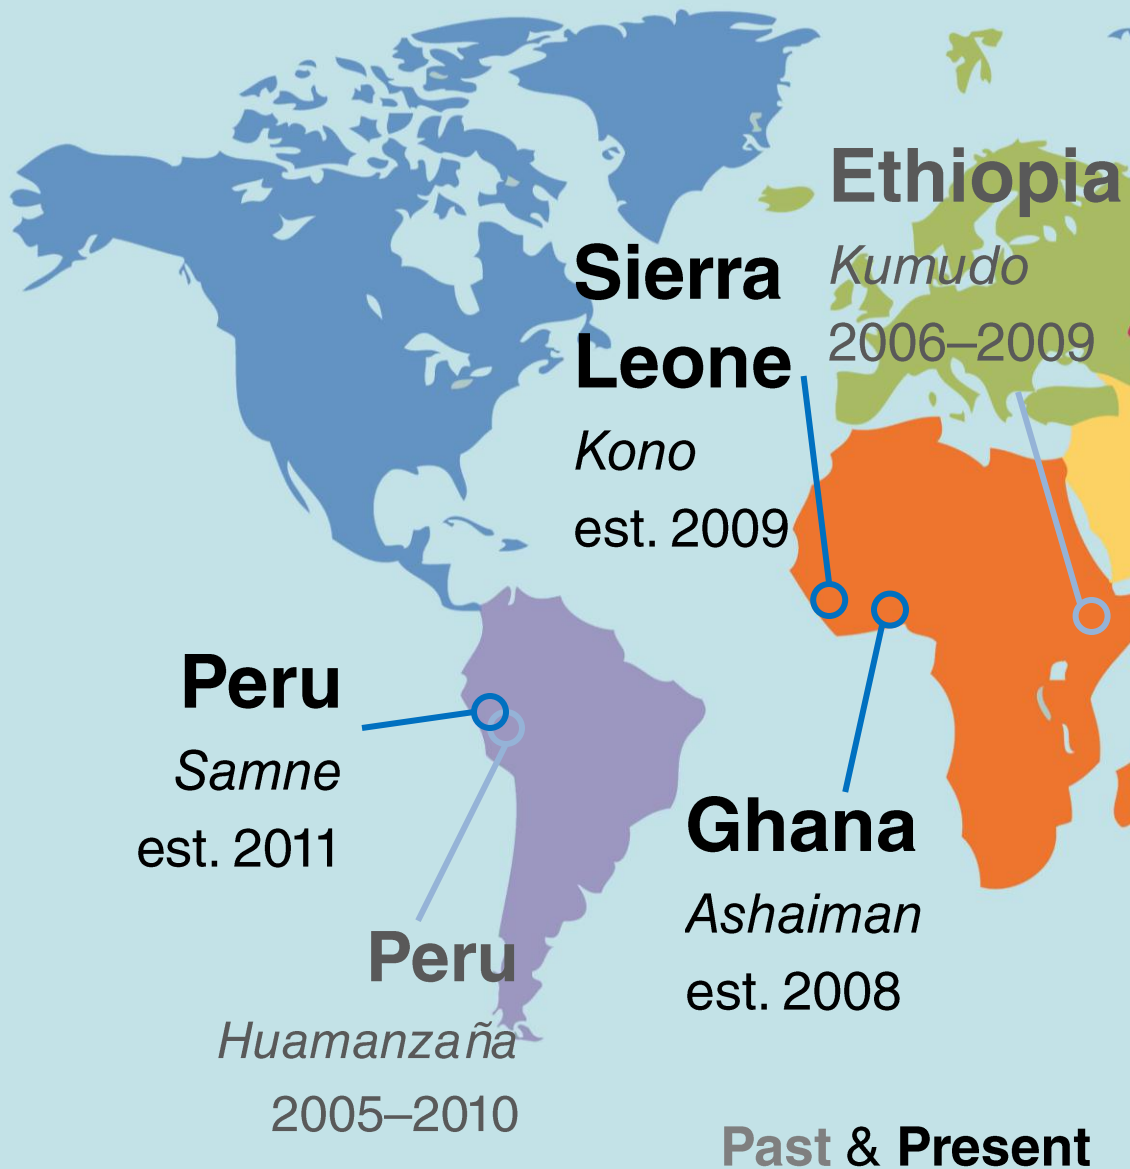 Ethiopia
Kumudo
2006–2009
Sierra
Leone
Kono
est. 2009
Peru
Samne
est. 2011
Ghana
Ashaiman
est. 2008
Peru
Huamanzaña
2005–2010
Past & Present